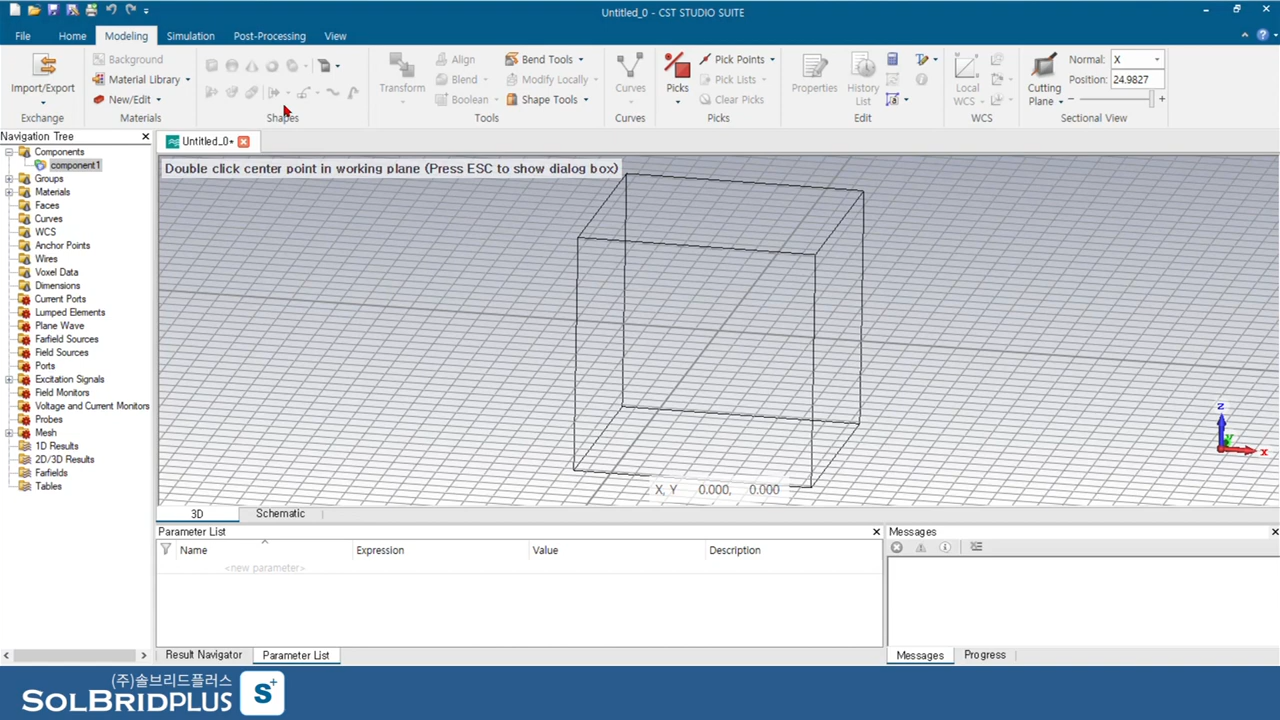 Untitled_0 - CST STUDIO SUITE
File Home Modeling Simulation Post-Processing View
Import/Export
Exchange
Background
Material Library
New/Edit
Materials
Shapes
Transform
Align
Blend
Boolean
Bend Tools
Modify Locally
Shape Tools
Tools
Curves
Curves
Picks
Pick Points
Pick Lists
Clear Picks
Picks
Properties
History
List
Edit
Local
WCS
WCS
Cutting
Plane
Normal: X
Position: 24.9827
Sectional View
Navigation Tree
Components
component1
Groups
Materials
Faces
Curves
WCS
Anchor Points
Wires
Voxel Data
Dimensions
Current Ports
Lumped Elements
Plane Wave
Farfield Sources
Field Sources
Ports
Excitation Signals
Field Monitors
Voltage and Current Monitors
Probes
Mesh
1D Results
2D/3D Results
Farfields
Tables
Untitled_0*
Double click center point in working plane (Press ESC to show dialog box)
z
y
x
X, Y 0.000, 0.000
3D Schematic
Parameter List
Name Expression Value Description
<new parameter>
Result Navigator Parameter List
Messages
Messages Progress
(주)솔브리드플러스
SOLBRIDPLUS
S+